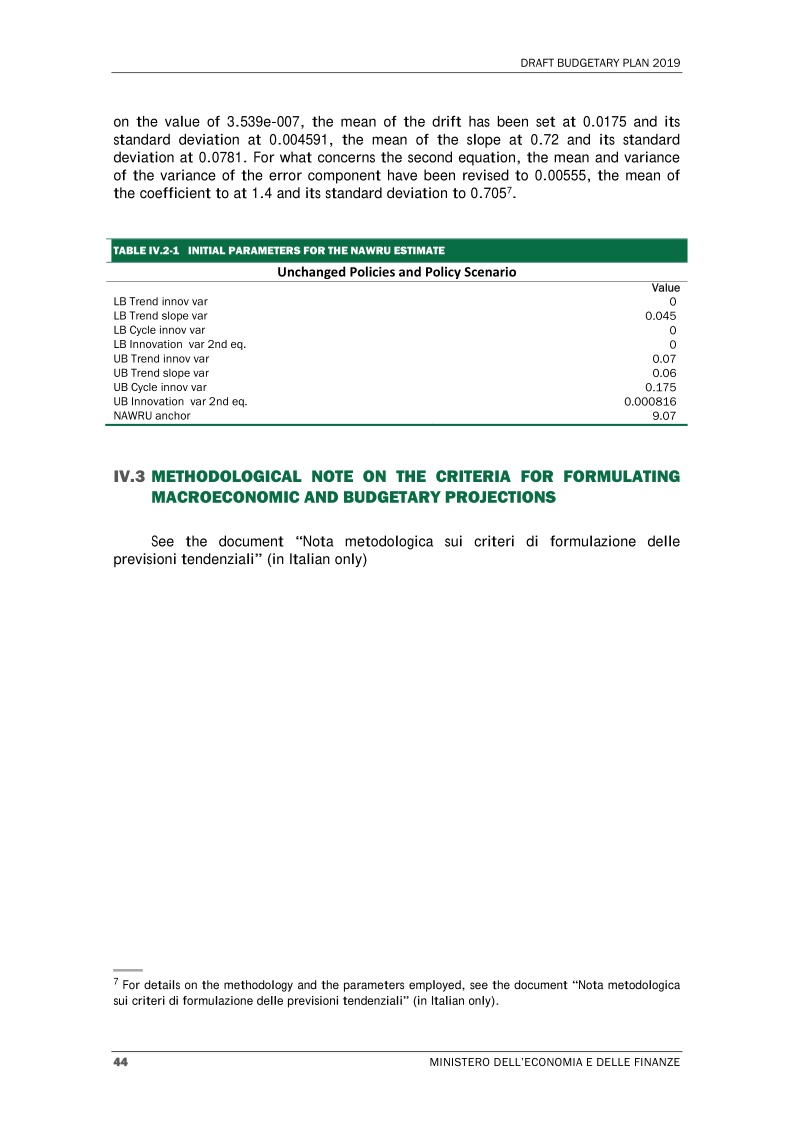 DRAFT BUDGETARY PLAN 2019
on the value of 3.539e-007, the mean of the drift has been set at 0.0175 and its
standard deviation at 0.004591, the mean of the slope at 0.72 and its standard
deviation at 0.0781. For what concerns the second equation, the mean and variance
of the variance of the error component have been revised to 0.00555, the mean of
the coefficient to at 1.4 and its standard deviation to 0.705⁷.
TABLE IV.2-1 INITIAL PARAMETERS FOR THE NAWRU ESTIMATE
Unchanged Policies and Policy Scenario
Value
LB Trend innov var 0
LB Trend slope var 0.045
LB Cycle innov var 0
LB Innovation var 2nd eq. 0
UB Trend innov var 0.07
UB Trend slope var 0.06
UB Cycle innov var 0.175
UB Innovation var 2nd eq. 0.000816
NAWRU anchor 9.07
IV.3 METHODOLOGICAL NOTE ON THE CRITERIA FOR FORMULATING
MACROECONOMIC AND BUDGETARY PROJECTIONS
See the document “Nota metodologica sui criteri di formulazione delle
previsioni tendenziali” (in Italian only)
⁷ For details on the methodology and the parameters employed, see the document “Nota metodologica
sui criteri di formulazione delle previsioni tendenziali” (in Italian only).
44 MINISTERO DELL’ECONOMIA E DELLE FINANZE